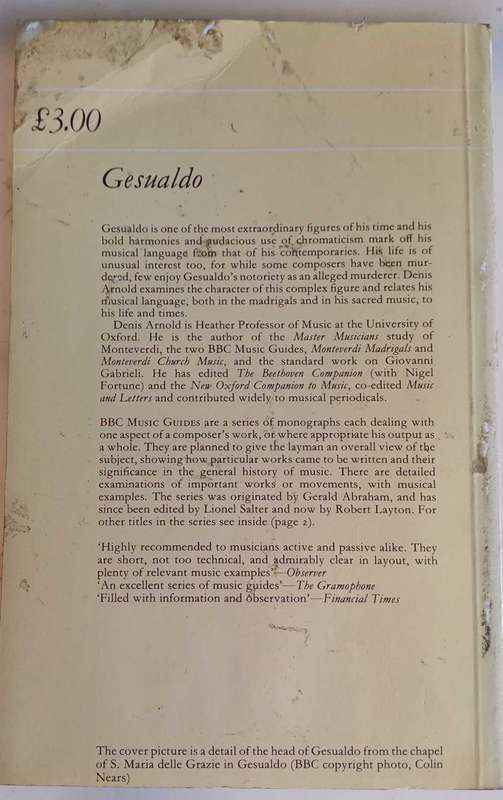 £3.00
Gesualdo
Gesualdo is one of the most extraordinary figures of his time and his
bold harmonies and audacious use of chromaticism mark off his
musical language from that of his contemporaries. His life is of
unusual interest too, for while some composers have been mur-
dered, few enjoy Gesualdo's notoriety as an alleged murderer. Denis
Arnold examines the character of this complex figure and relates his
musical language, both in the madrigals and in his sacred music, to
his life and times.
Denis Arnold is Heather Professor of Music at the University of
Oxford. He is the author of the Master Musicians study of
Monteverdi, the two BBC Music Guides, Monteverdi Madrigals and
Monteverdi Church Music, and the standard work on Giovanni
Gabrieli. He has edited The Beethoven Companion (with Nigel
Fortune) and the New Oxford Companion to Music, co-edited Music
and Letters and contributed widely to musical periodicals.
BBC MUSIC GUIDES are a series of monographs each dealing with
one aspect of a composer's work, or where appropriate his output as
a whole. They are planned to give the layman an overall view of the
subject, showing how particular works came to be written and their
significance in the general history of music. There are detailed
examinations of important works or movements, with musical
examples. The series was originated by Gerald Abraham, and has
since been edited by Lionel Salter and now by Robert Layton. For
other titles in the series see inside (page 2).
'Highly recommended to musicians active and passive alike. They
are short, not too technical, and admirably clear in layout, with
plenty of relevant music examples'—Observer
'An excellent series of music guides'—The Gramophone
'Filled with information and observation'—Financial Times
The cover picture is a detail of the head of Gesualdo from the chapel
of S. Maria delle Grazie in Gesualdo (BBC copyright photo, Colin
Nears)